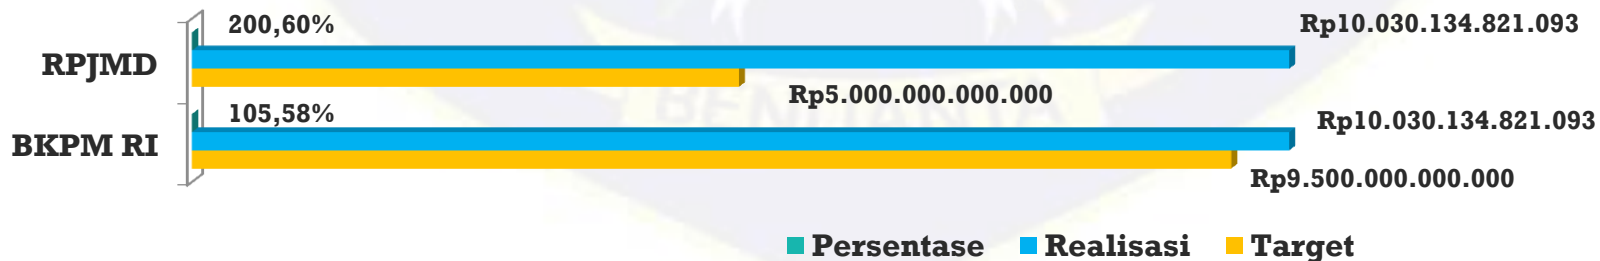 200,60%
Rp10.030.134.821.093
RPJMD
Rp5.000.000.000.000
105,58%
Rp10.030.134.821.093
BKPM RI
Rp9.500.000.000.000
Persentase Realisasi Target